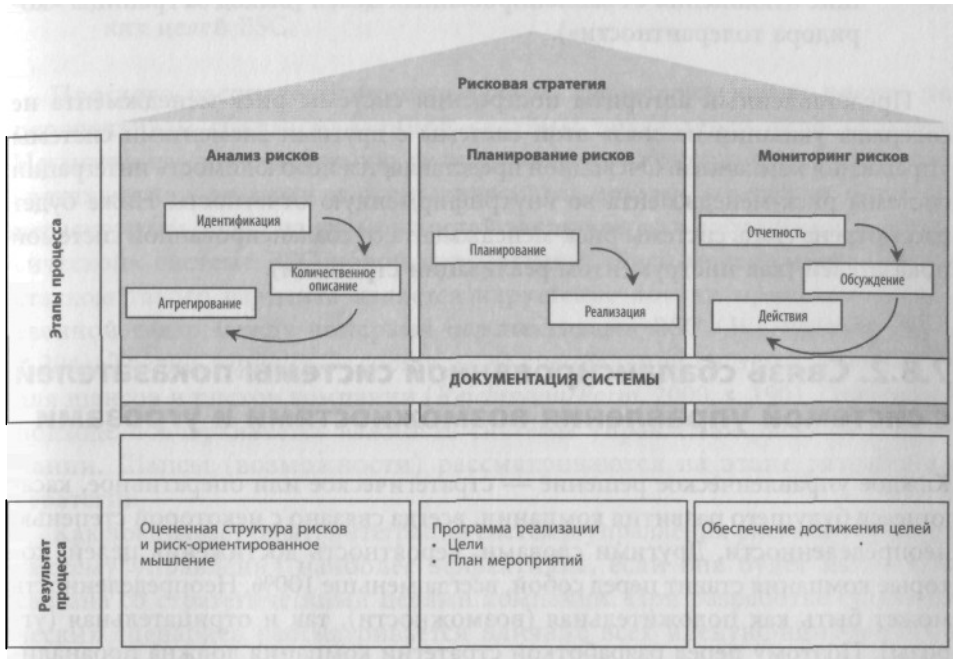 Рисковая стратегия
Этапы процесса
Анализ рисков
Планирование рисков
Мониторинг рисков
Идентификация
Количественное
описание
Аггрегирование
Планирование
Реализация
Отчетность
Обсуждение
Действия
ДОКУМЕНТАЦИЯ СИСТЕМЫ
Результат
процесса
Оцененная структура рисков
и риск-ориентированное
мышление
Программа реализации
- Цели
- План мероприятий
Обеспечение достижения целей